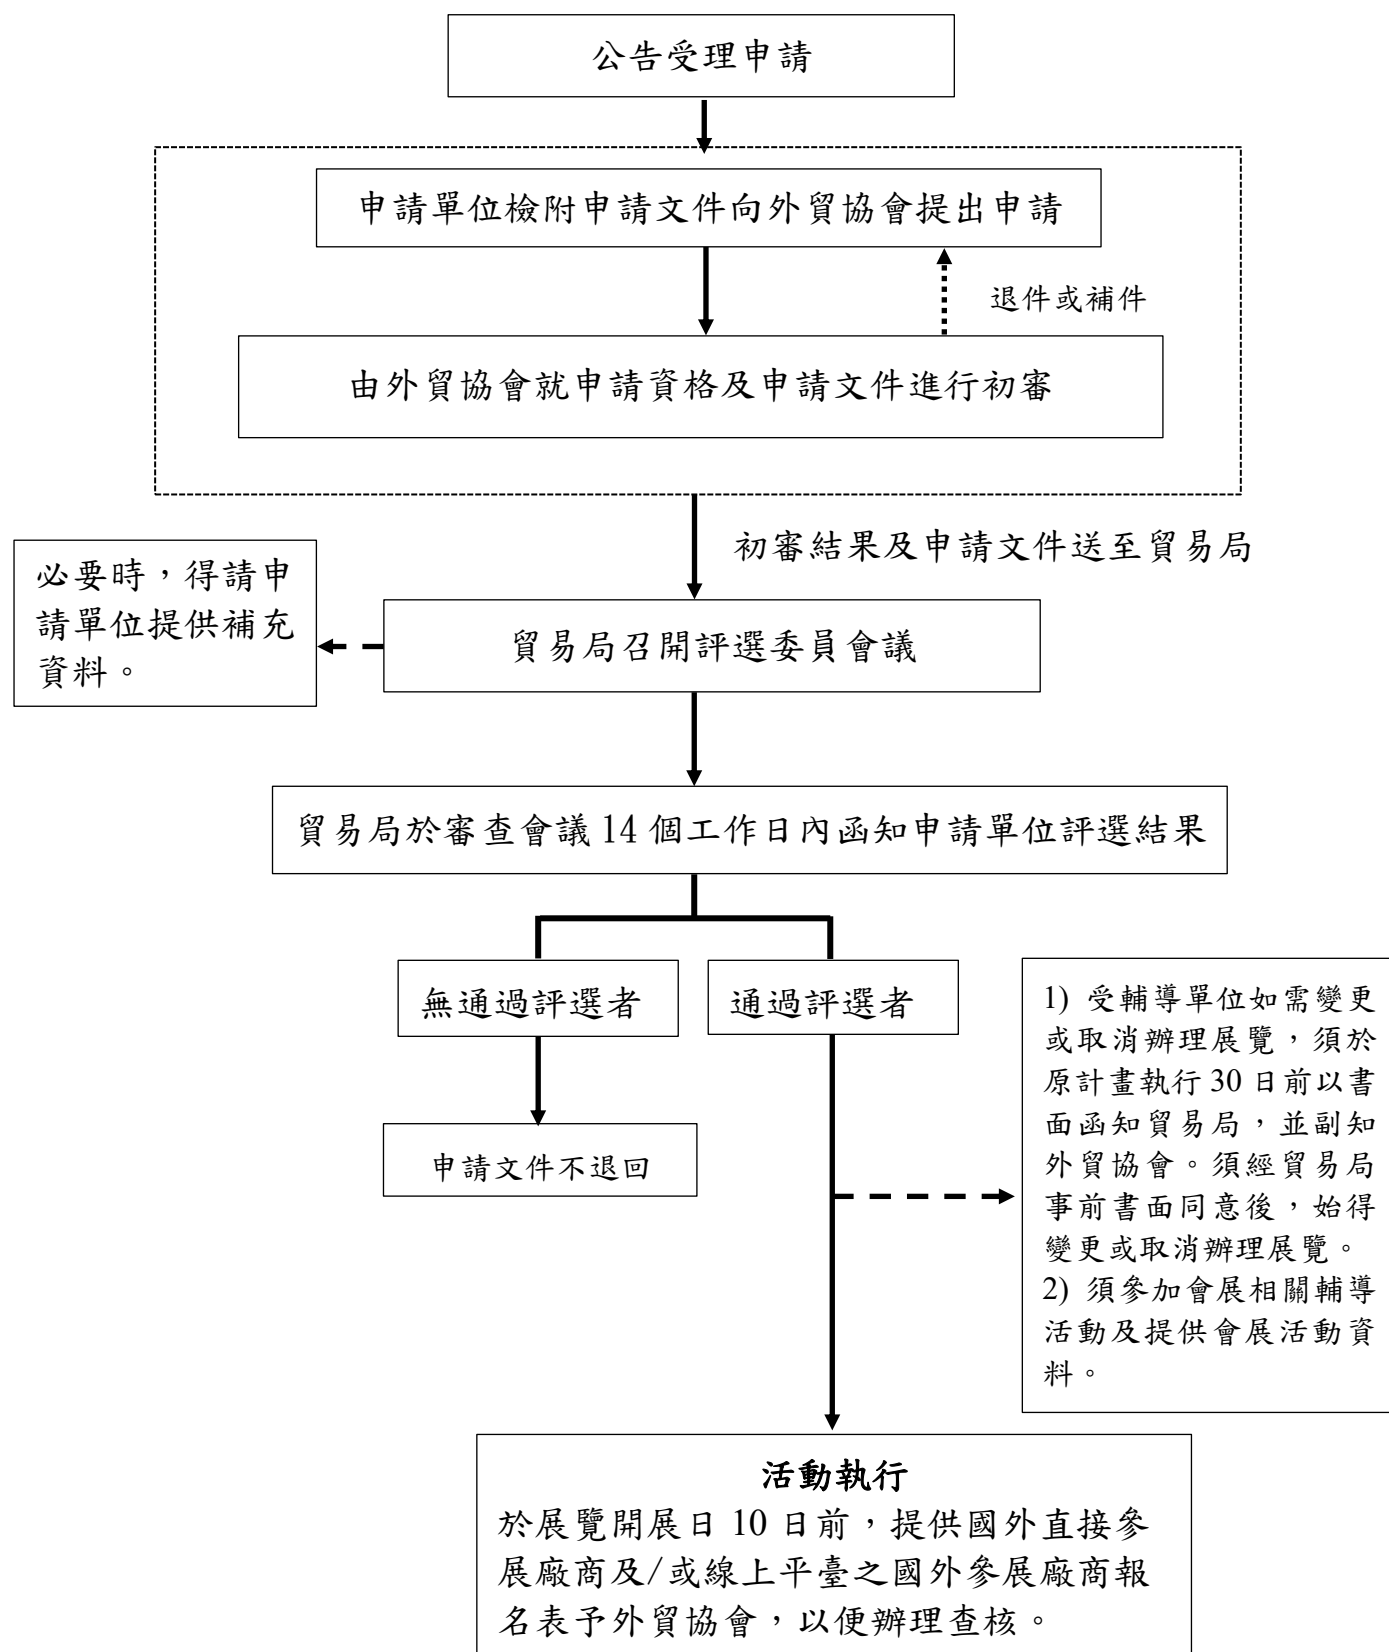 公告受理申請
申請單位檢附申請文件向外貿協會提出申請
退件或補件
由外貿協會就申請資格及申請文件進行初審
初審結果及申請文件送至貿易局
必要時，得請申
請單位提供補充
資料。
貿易局召開評選委員會議
貿易局於審查會議 14 個工作日內函知申請單位評選結果
無通過評選者
通過評選者
申請文件不退回
1) 受輔導單位如需變更
或取消辦理展覽，須於
原計畫執行 30 日前以書
面函知貿易局，並副知
外貿協會。須經貿易局
事前書面同意後，始得
變更或取消辦理展覽。
2) 須參加會展相關輔導
活動及提供會展活動資
料。
活動執行
於展覽開展日 10 日前，提供國外直接參
展廠商及/或線上平臺之國外參展廠商報
名表予外貿協會，以便辦理查核。